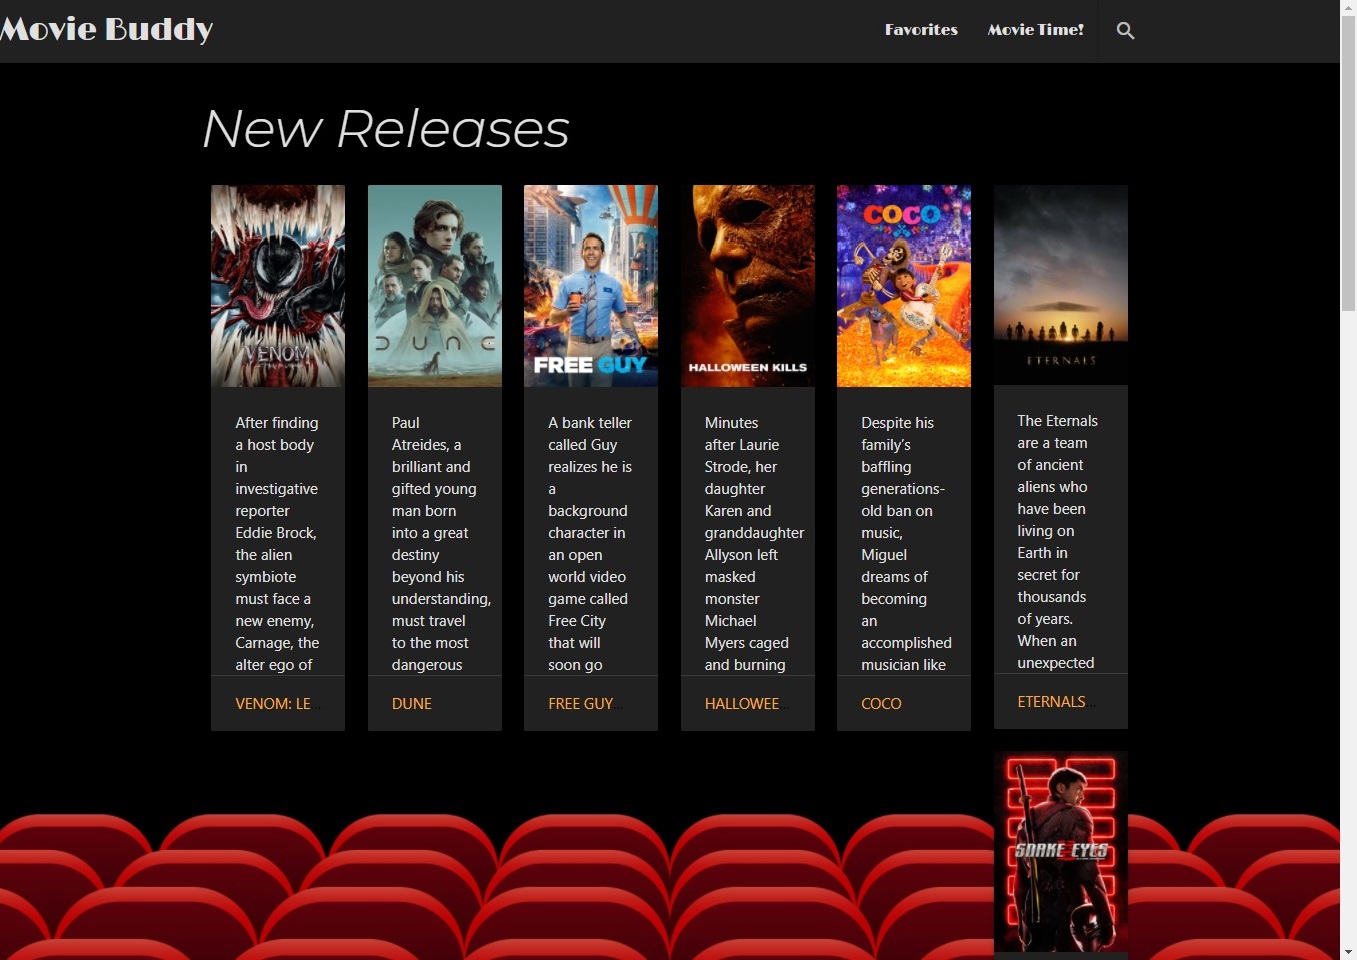 Movie Buddy
Favorites
Movie Time!
New Releases
VENOM
After finding
a host body
in
investigative
reporter
Eddie Brock,
the alien
symbiote
must face a
new enemy,
Carnage, the
alter ego of
VENOM: LE...
DUNE
Paul
Atreides, a
brilliant and
gifted young
man born
into a great
destiny
beyond his
understanding,
must travel
to the most
dangerous
DUNE
FREE GUY
A bank teller
called Guy
realizes he is
a
background
character in
an open
world video
game called
Free City
that will
soon go
FREE GUY...
HALLOWEEN KILLS
Minutes
after Laurie
Strode, her
daughter
Karen and
granddaughter
Allyson left
masked
monster
Michael
Myers caged
and burning
HALLOWEE...
COCO
Despite his
family’s
baffling
generations-
old ban on
music,
Miguel
dreams of
becoming
an
accomplished
musician like
COCO
ETERNALS
The Eternals
are a team
of ancient
aliens who
have been
living on
Earth in
secret for
thousands
of years.
When an
unexpected
ETERNALS...
SNAKE EYES